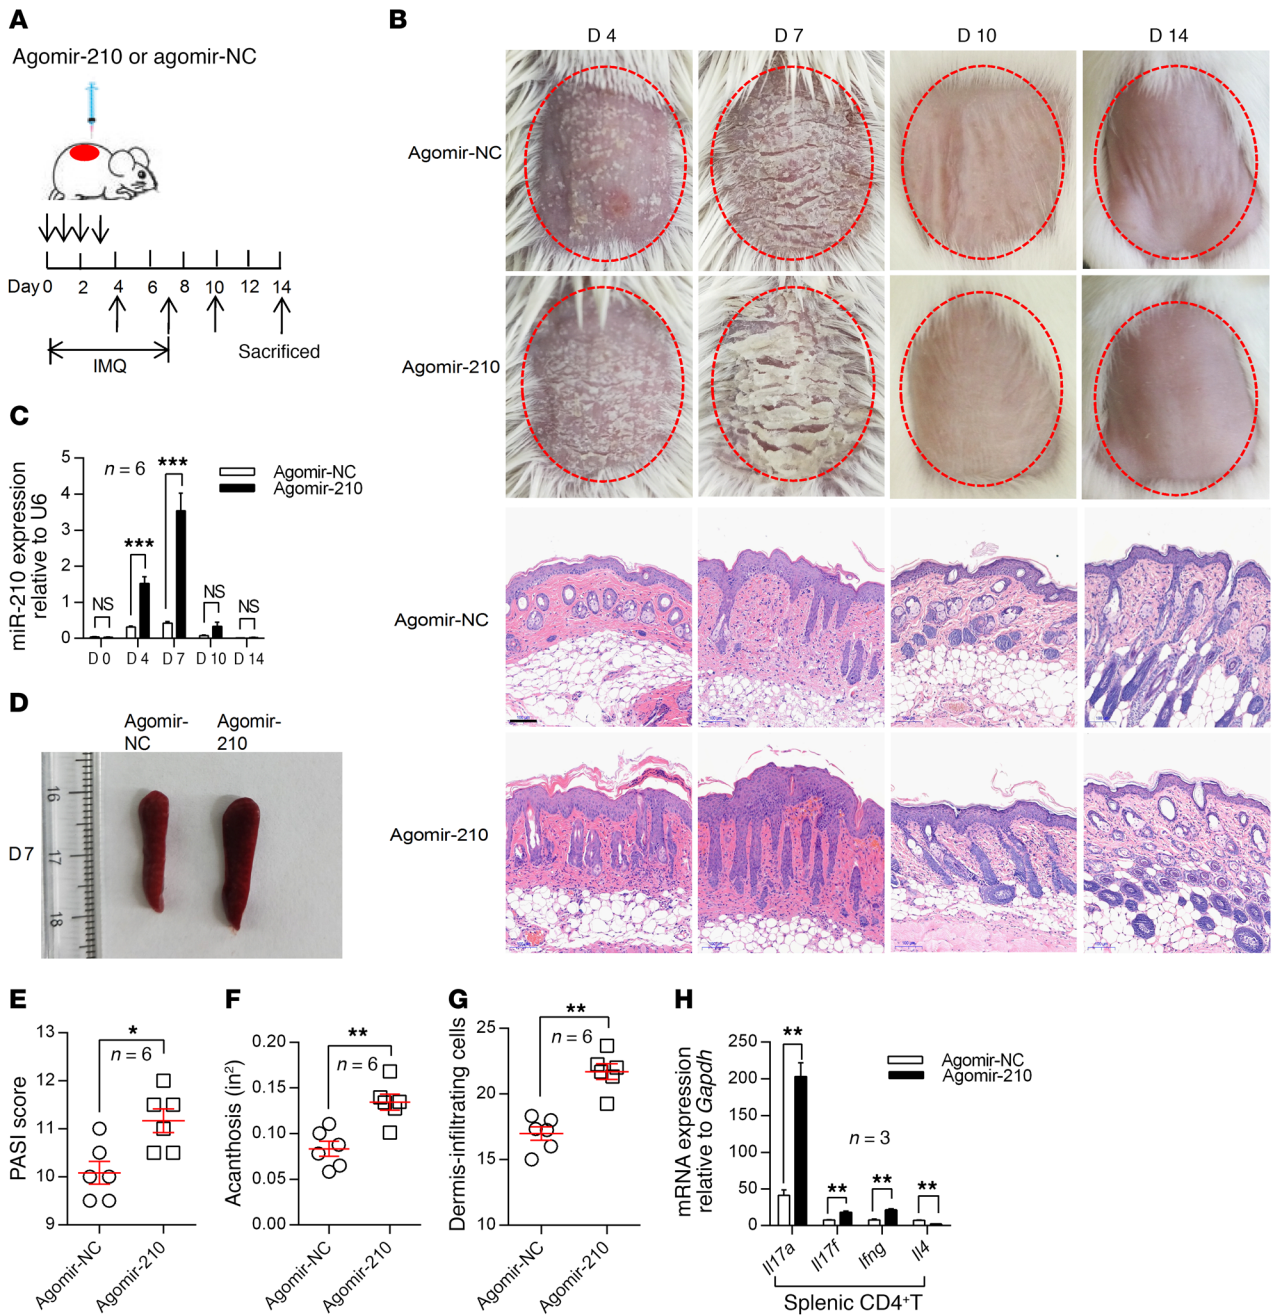 A
Agomir-210 or agomir-NC
Day 0 2 4 6 8 10 12 14
IMQ
Sacrificed
B
D 4 D 7 D 10 D 14
Agomir-NC
Agomir-210
Agomir-NC
Agomir-210
C
miR-210 expression
relative to U6
5
4
3
2
1
0
n = 6
Agomir-NC
Agomir-210
NS *** *** NS NS
D 0 D 4 D 7 D 10 D 14
D
Agomir-
NC
Agomir-
210
D 7
16
17
18
E
PASI score
13
12
11
10
9
*
n = 6
Agomir-NC
Agomir-210
F
Acanthosis (in²)
0.20
0.15
0.10
0.05
0.00
**
n = 6
Agomir-NC
Agomir-210
G
Dermis-infiltrating cells
25
20
15
10
**
n = 6
Agomir-NC
Agomir-210
H
mRNA expression
relative to Gapdh
250
200
150
100
50
0
Agomir-NC
Agomir-210
n = 3
** ** ** **
Il17a Il17f Ifng Il4
Splenic CD4⁺T